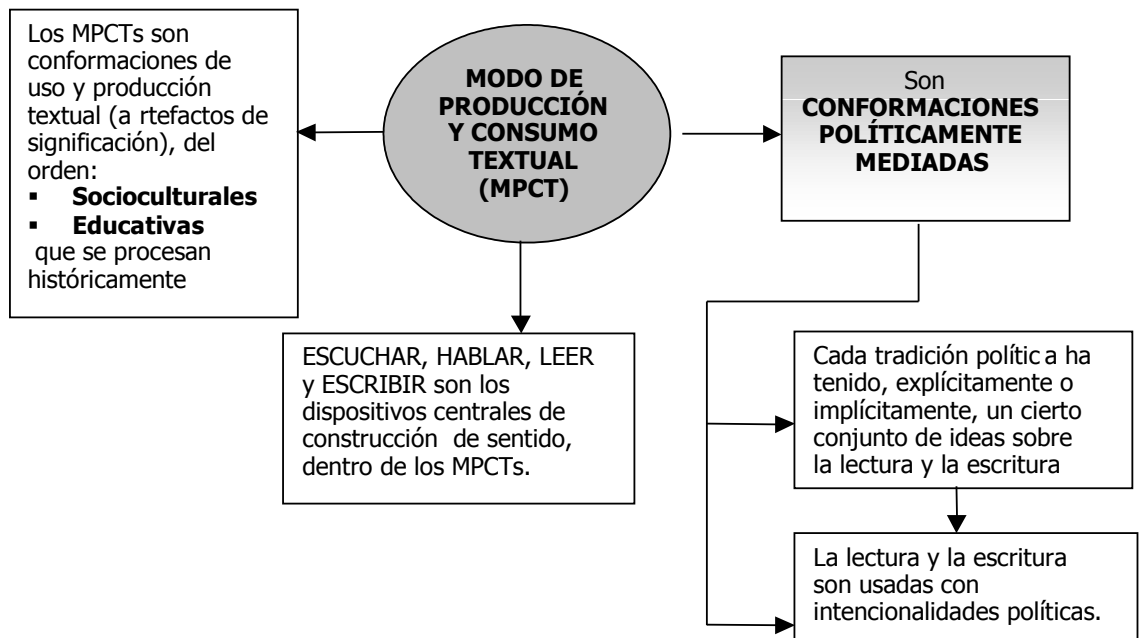 Los MPCTs son
conformaciones de
uso y producción
textual (a rtefactos de
significación), del
orden:
▪ Socioculturales
▪ Educativas
que se procesan
históricamente
MODO DE
PRODUCCIÓN
Y CONSUMO
TEXTUAL
(MPCT)
Son
CONFORMACIONES
POLÍTICAMENTE
MEDIADAS
ESCUCHAR, HABLAR, LEER
y ESCRIBIR son los
dispositivos centrales de
construcción de sentido,
dentro de los MPCTs.
Cada tradición polític a ha
tenido, explícitamente o
implícitamente, un cierto
conjunto de ideas sobre
la lectura y la escritura
La lectura y la escritura
son usadas con
intencionalidades políticas.